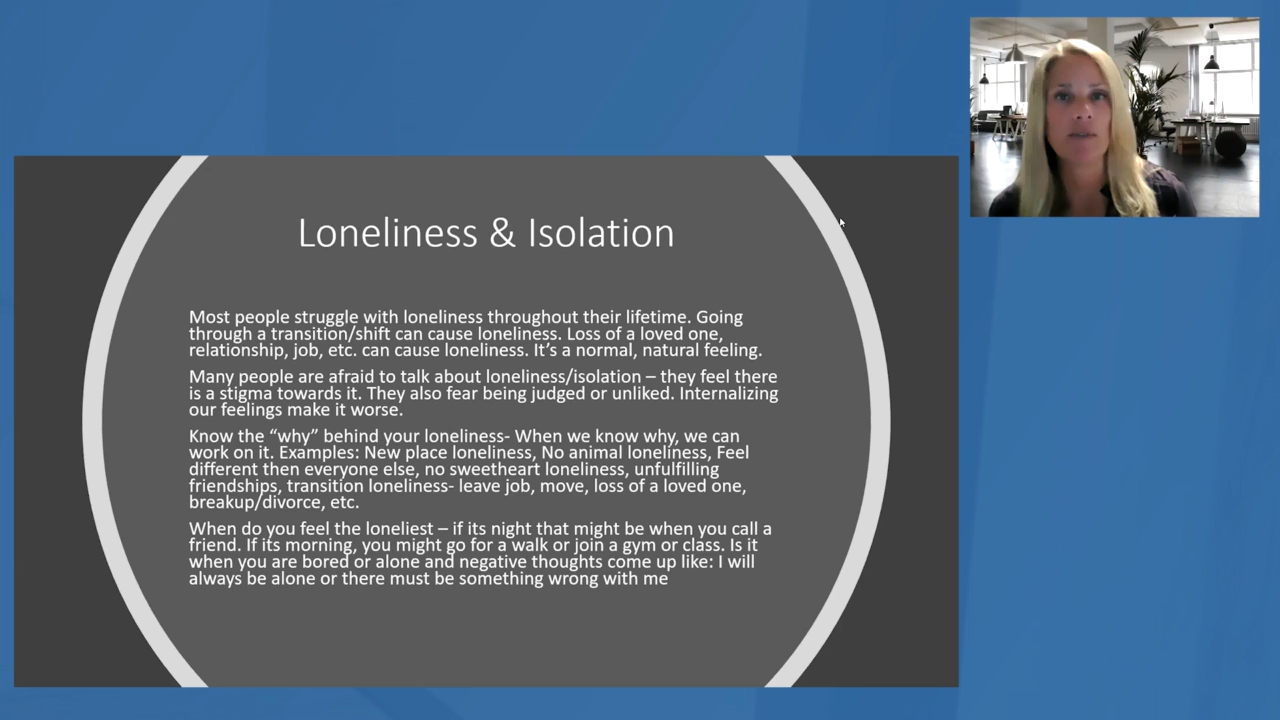 Loneliness & Isolation
Most people struggle with loneliness throughout their lifetime. Going
through a transition/shift can cause loneliness. Loss of a loved one,
relationship, job, etc. can cause loneliness. It’s a normal, natural feeling.
Many people are afraid to talk about loneliness/isolation – they feel there
is a stigma towards it. They also fear being judged or unliked. Internalizing
our feelings make it worse.
Know the “why” behind your loneliness- When we know why, we can
work on it. Examples: New place loneliness, No animal loneliness, Feel
different then everyone else, no sweetheart loneliness, unfulfilling
friendships, transition loneliness- leave job, move, loss of a loved one,
breakup/divorce, etc.
When do you feel the loneliest – if its night that might be when you call a
friend. If its morning, you might go for a walk or join a gym or class. Is it
when you are bored or alone and negative thoughts come up like: I will
always be alone or there must be something wrong with me